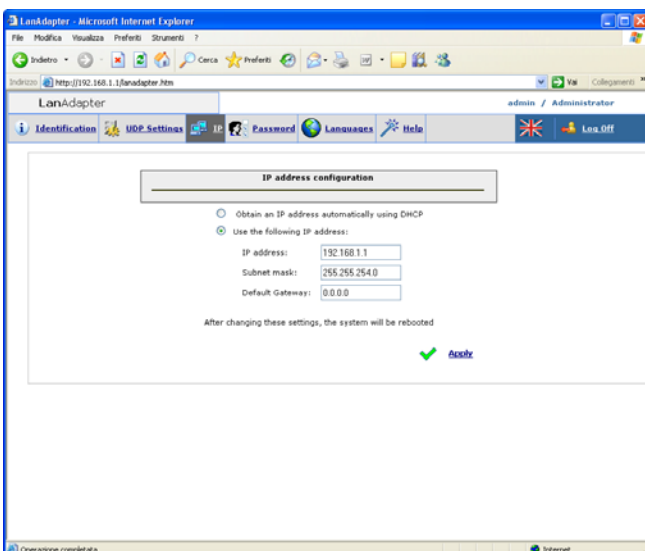 LanAdapter - Microsoft Internet Explorer
File Modifica Visualizza Preferiti Strumenti ?
Indietro Cerca Preferiti
Indirizzo http://192.168.1.1/lanadapter.htm Vai Collegamenti »
LanAdapter admin / Administrator
Identification UDP Settings IP Password Languages Help Log Off
IP address configuration
Obtain an IP address automatically using DHCP
Use the following IP address:
IP address: 192.168.1.1
Subnet mask: 255.255.254.0
Default Gateway: 0.0.0.0
After changing these settings, the system will be rebooted
Apply
Operazione completata Internet